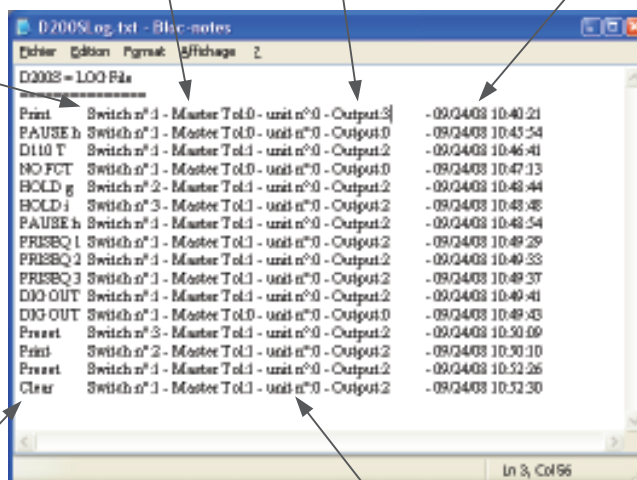 D200SLog.txt - Bloc-notes
Fichier Edition Format Affichage ?
D200S - LOG File
================
Print Switch n°:1 - Master Tol:0 - unit n°:0 - Output:3 - 09/24/08 10:40:21
PAUSE h Switch n°:1 - Master Tol:0 - unit n°:0 - Output:0 - 09/24/08 10:45:54
D110 T Switch n°:1 - Master Tol:0 - unit n°:0 - Output:2 - 09/24/08 10:46:41
NO FCT Switch n°:1 - Master Tol:0 - unit n°:0 - Output:0 - 09/24/08 10:47:13
HOLD g Switch n°:2 - Master Tol:1 - unit n°:0 - Output:2 - 09/24/08 10:48:44
HOLD i Switch n°:3 - Master Tol:1 - unit n°:0 - Output:2 - 09/24/08 10:48:48
PAUSE h Switch n°:1 - Master Tol:1 - unit n°:0 - Output:2 - 09/24/08 10:48:54
PRISEQ 1 Switch n°:1 - Master Tol:1 - unit n°:0 - Output:2 - 09/24/08 10:49:29
PRISEQ 2 Switch n°:1 - Master Tol:1 - unit n°:0 - Output:2 - 09/24/08 10:49:33
PRISEQ 3 Switch n°:1 - Master Tol:1 - unit n°:0 - Output:2 - 09/24/08 10:49:37
DIG OUT Switch n°:1 - Master Tol:1 - unit n°:0 - Output:2 - 09/24/08 10:49:41
DIG OUT Switch n°:1 - Master Tol:1 - unit n°:0 - Output:0 - 09/24/08 10:49:43
Preset Switch n°:3 - Master Tol:1 - unit n°:0 - Output:2 - 09/24/08 10:50:09
Print Switch n°:2 - Master Tol:1 - unit n°:0 - Output:2 - 09/24/08 10:50:10
Preset Switch n°:1 - Master Tol:1 - unit n°:0 - Output:2 - 09/24/08 10:52:26
Clear Switch n°:1 - Master Tol:1 - unit n°:0 - Output:2 - 09/24/08 10:52:30
Ln 3, Col 56